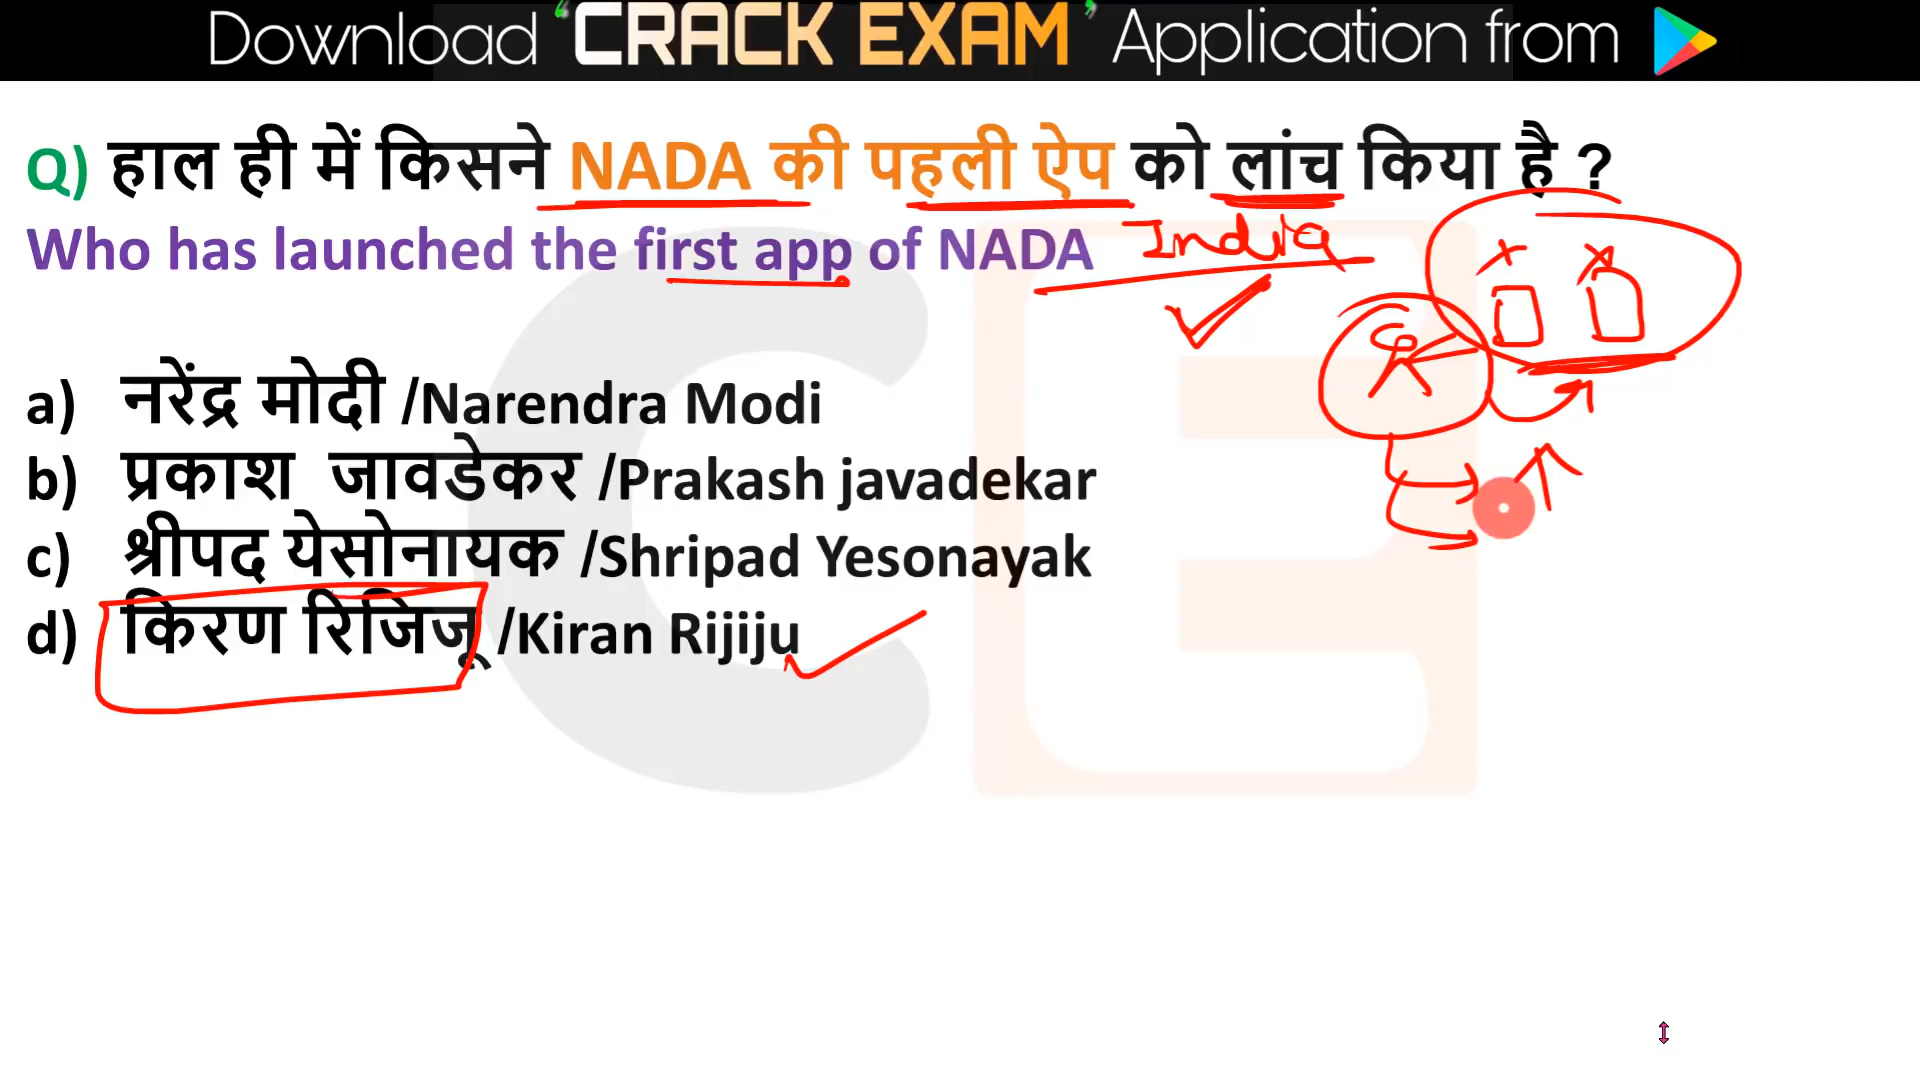 Download ‘CRACK EXAM’ Application from
Q) हाल ही में किसने NADA की पहली ऐप को लांच किया है ?
Who has launched the first app of NADA India
a) नरेंद्र मोदी /Narendra Modi
b) प्रकाश जावडेकर /Prakash javadekar
c) श्रीपद येसोनायक /Shripad Yesonayak
d) किरण रिजिजू /Kiran Rijiju